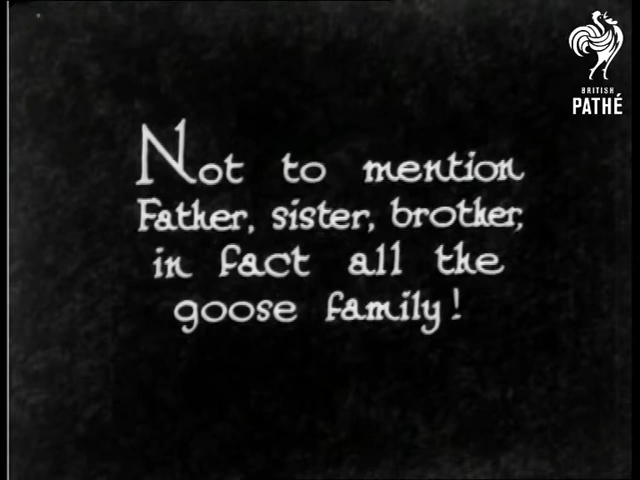 BRITISH
PATHÉ
Not to mention
Father, sister, brother,
in fact all the
goose family!